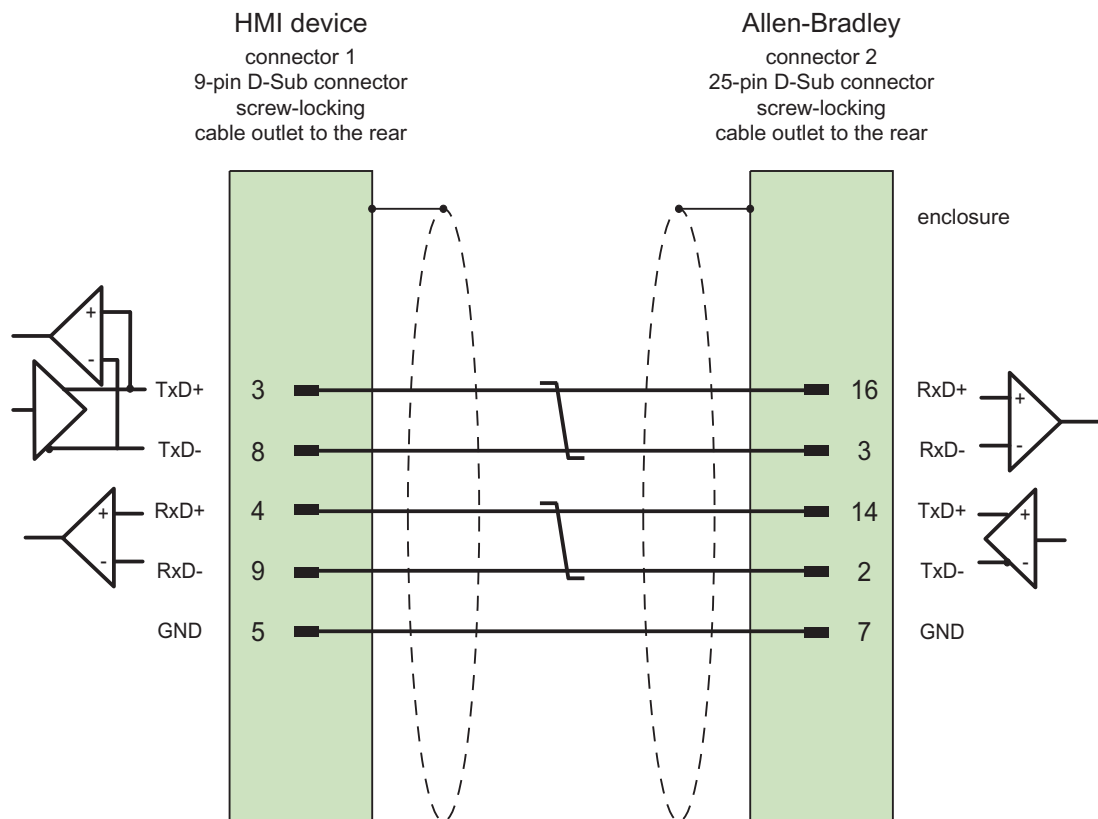 HMI device
connector 1
9-pin D-Sub connector
screw-locking
cable outlet to the rear
Allen-Bradley
connector 2
25-pin D-Sub connector
screw-locking
cable outlet to the rear
enclosure
+
-
TxD+ 3 16 RxD+ +
TxD- 8 3 RxD- -
+ RxD+ 4 14 TxD+ +
- RxD- 9 2 TxD- -
GND 5 7 GND